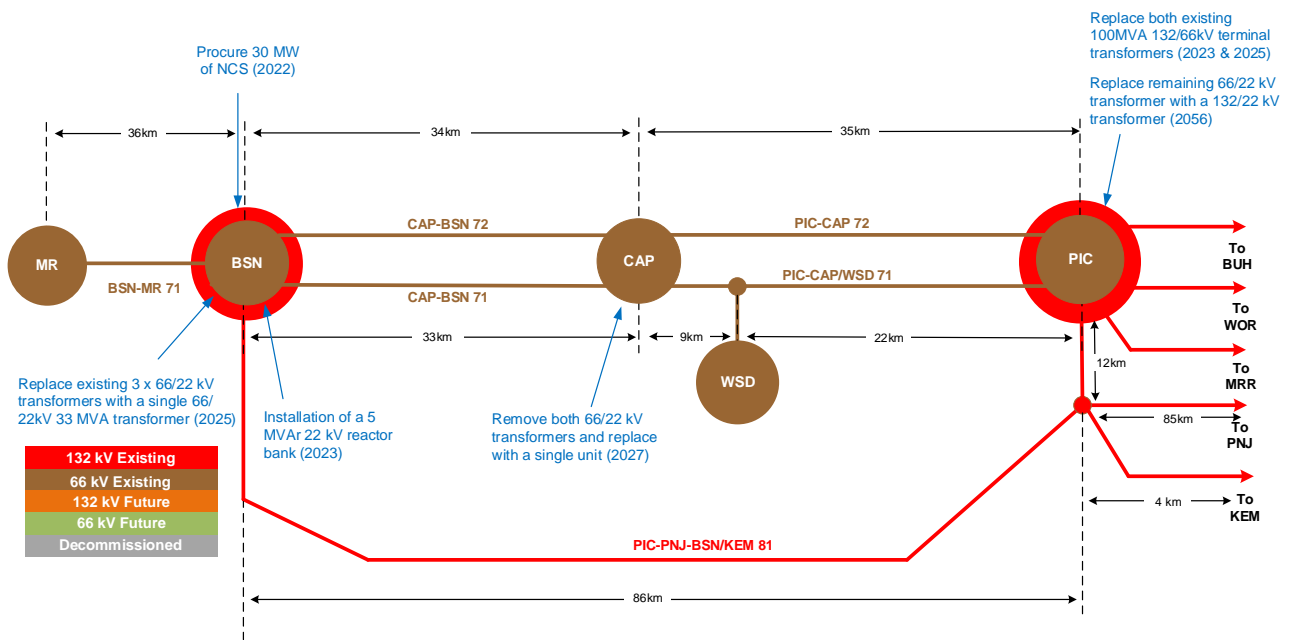 Replace both existing
100MVA 132/66kV terminal
transformers (2023 & 2025)
Procure 30 MW
of NCS (2022)
Replace remaining 66/22 kV
transformer with a 132/22 kV
transformer (2056)
36km
34km
35km
CAP-BSN 72
PIC-CAP 72
MR
BSN
CAP
PIC
To
BUH
BSN-MR 71
CAP-BSN 71
PIC-CAP/WSD 71
To
WOR
33km
9km
22km
12km
To
MRR
WSD
Replace existing 3 x 66/22 kV
transformers with a single 66/
22kV 33 MVA transformer (2025)
Installation of a 5
MVAr 22 kV reactor
bank (2023)
Remove both 66/22 kV
transformers and replace
with a single unit (2027)
85km
To
PNJ
132 kV Existing
66 kV Existing
132 kV Future
66 kV Future
Decommissioned
4 km
To
KEM
PIC-PNJ-BSN/KEM 81
86km